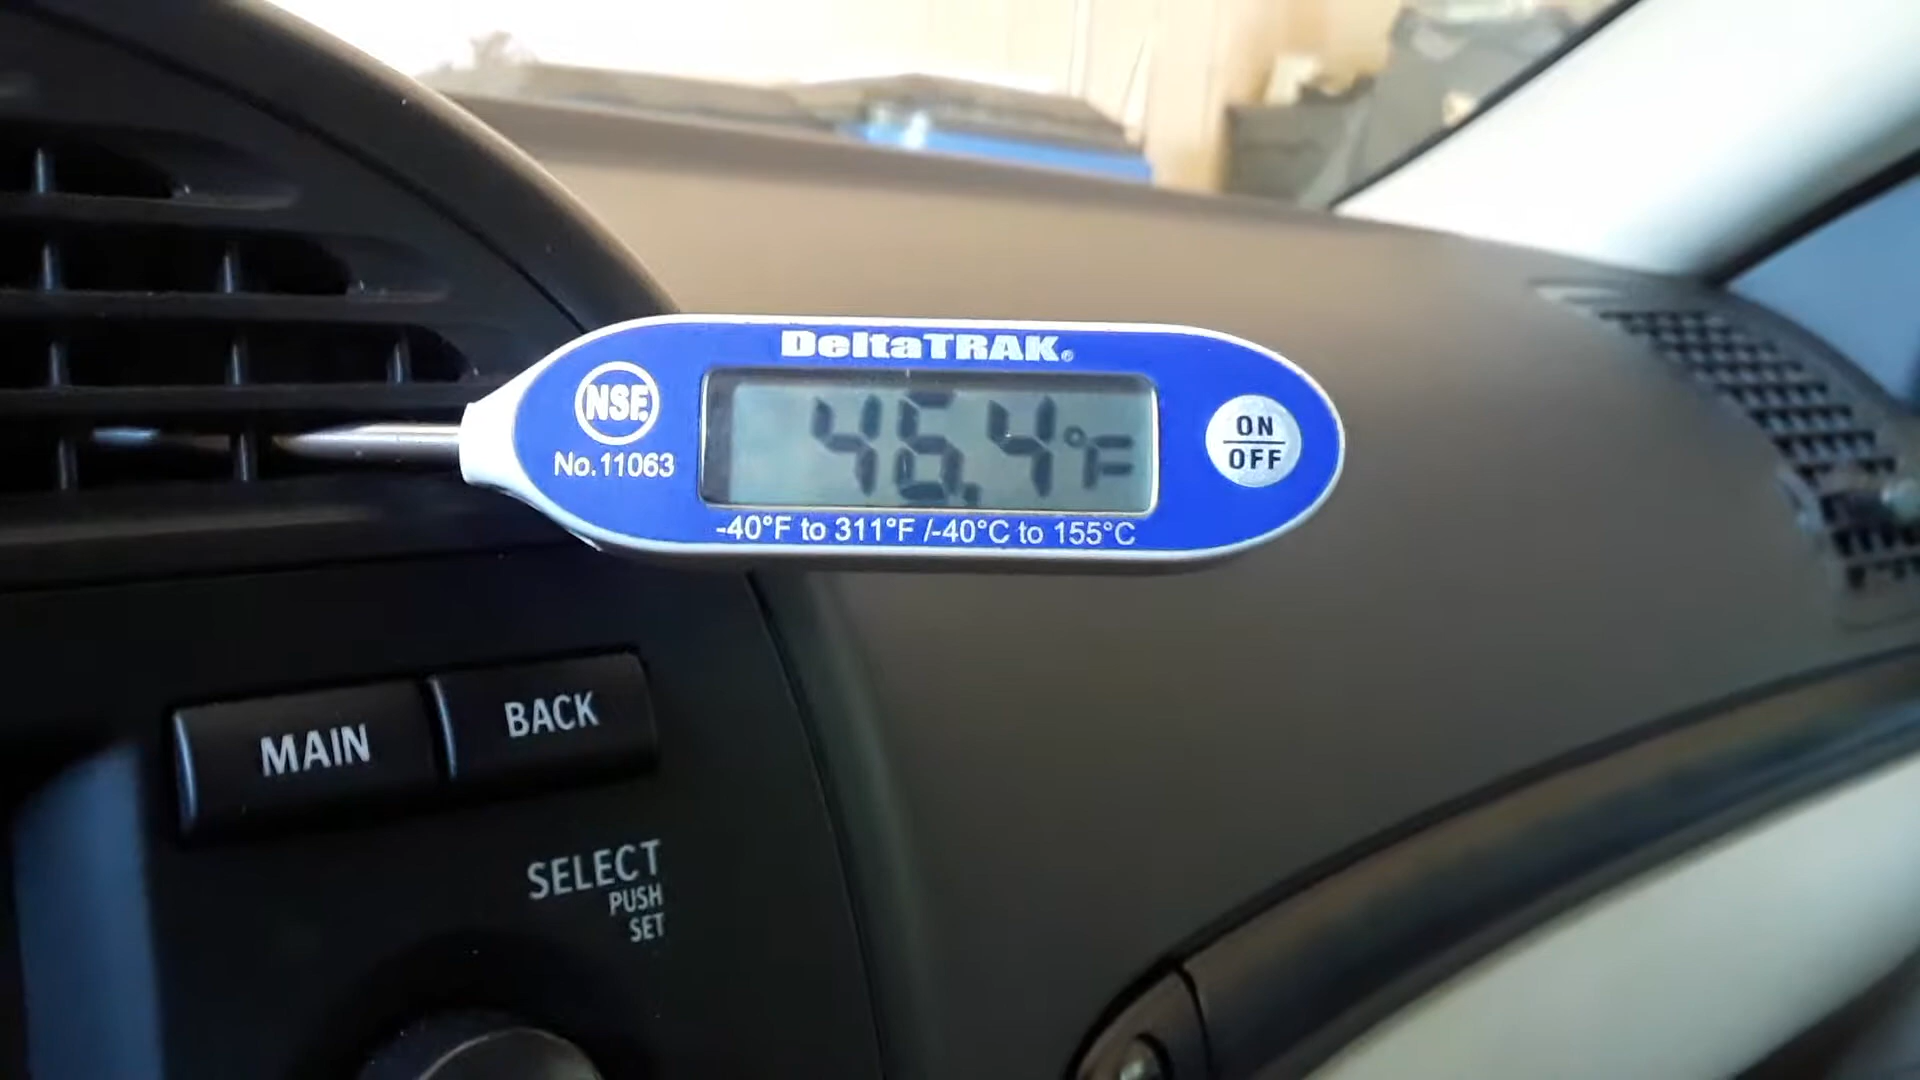 DeltaTRAK®
NSF.
No.11063
46.4°F
ON
OFF
-40°F to 311°F /-40°C to 155°C
MAIN
BACK
SELECT
PUSH
SET